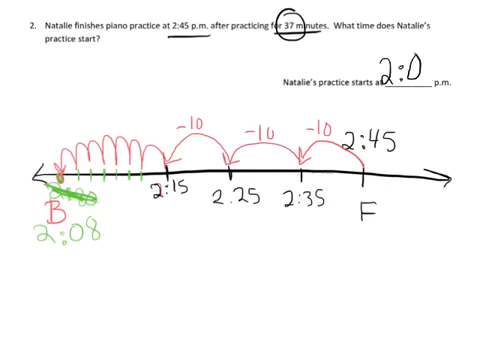 2. Natalie finishes piano practice at 2:45 p.m. after practicing for 37 minutes. What time does Natalie's
practice start?
Natalie's practice starts at 2:0 p.m.
-10 -10 -10 2:45
2:15 2:25 2:35 F
B
2:08